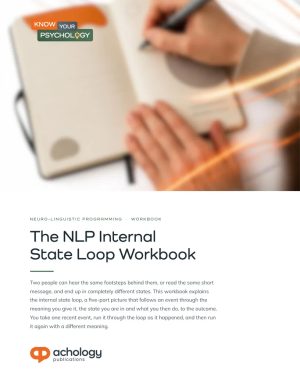 KNOW YOUR
PSYCHOLOGY
NEURO-LINGUISTIC PROGRAMMING · WORKBOOK
The NLP Internal
State Loop Workbook
Two people can hear the same footsteps behind them, or read the same short
message, and end up in completely different states. This workbook explains
the internal state loop, a five-part picture that follows an event through the
meaning you give it, the state you are in and what you then do, to the outcome.
You take one recent event, run it through the loop as it happened, and then run
it again with a different meaning.
achology
publications